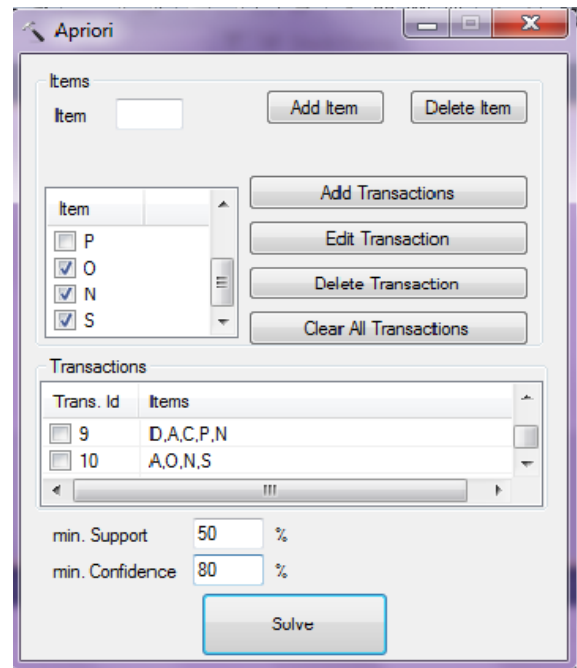 Apriori
Items
Item
Add Item
Delete Item
Item
Add Transactions
P
Edit Transaction
O
N
Delete Transaction
S
Clear All Transactions
Transactions
Trans. Id Items
9 D,A,C,P,N
10 A,O,N,S
min. Support 50 %
min. Confidence 80 %
Solve